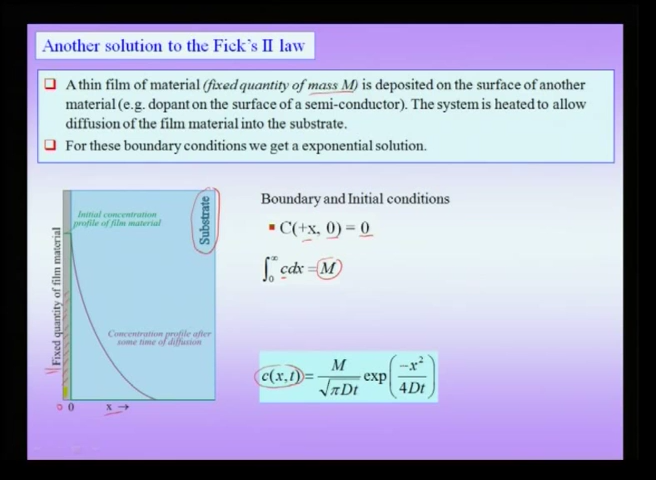 Another solution to the Fick's II law
A thin film of material (fixed quantity of mass M) is deposited on the surface of another
material (e.g. dopant on the surface of a semi-conductor). The system is heated to allow
diffusion of the film material into the substrate.
For these boundary conditions we get a exponential solution.
Fixed quantity of film material
Initial concentration
profile of film material
Substrate
Concentration profile after
some time of diffusion
0 0 x →
Boundary and Initial conditions
C(+x, 0) = 0
∫₀^∞ cdx = M
c(x,t) = M/√πDt exp(−x²/4Dt)